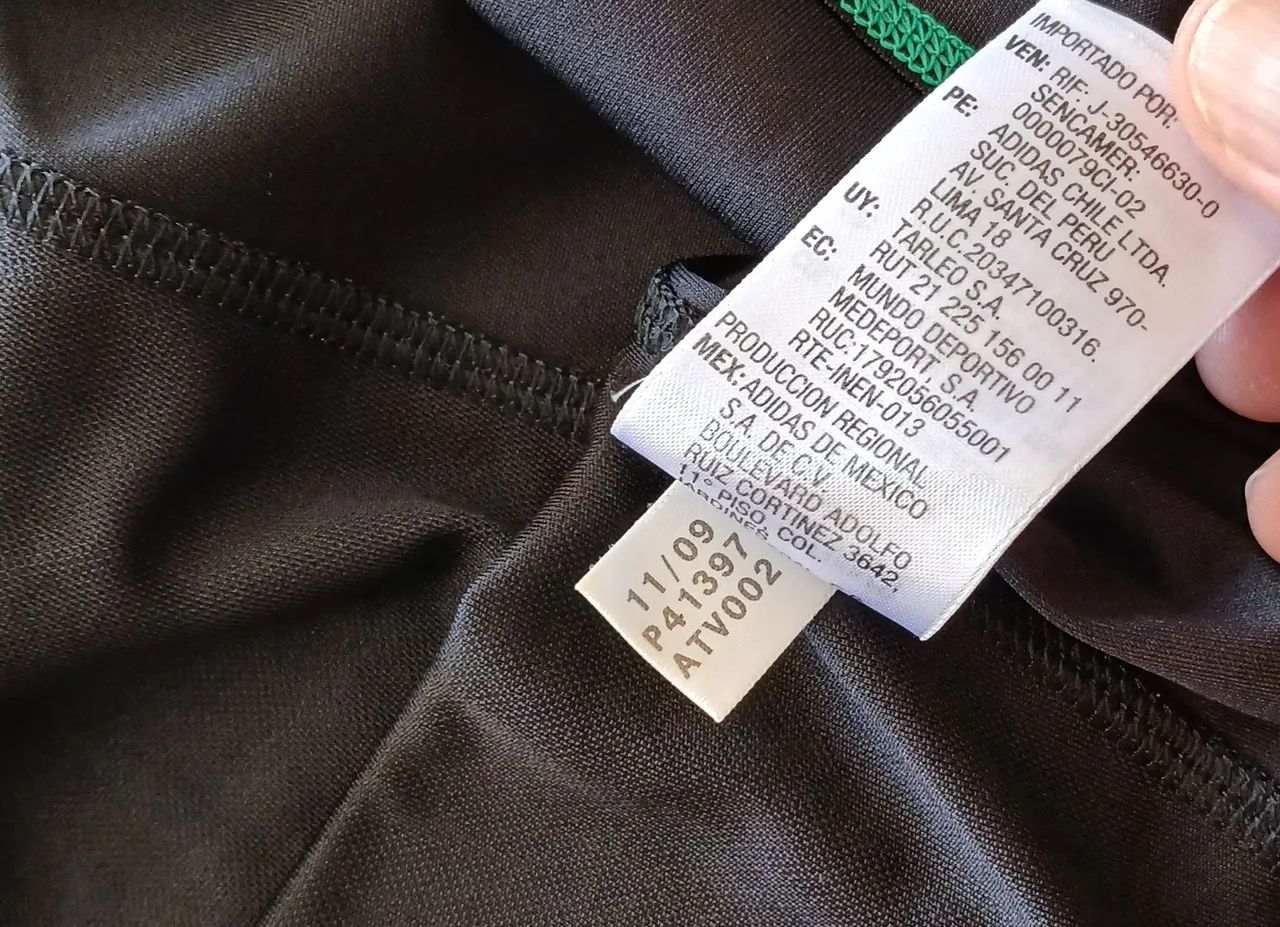 IMPORTADO POR:
VEN: RIF: J-30546630-0
SENCAMER:
0000079CI-02
PE: ADIDAS CHILE LTDA.
SUC. DEL PERU
AV. SANTA CRUZ 970-
LIMA 18
R.U.C.20347100316.
UY: TARLEO S.A.
RUT 21 225 156 00 11
EC: MUNDO DEPORTIVO
MEDEPORT S.A.
RUC:1792056055001
RTE-INEN-013
PRODUCCION REGIONAL
MEX: ADIDAS DE MEXICO
S.A. DE C.V.
BOULEVARD ADOLFO
RUIZ CORTINEZ 3642,
11° PISO, COL.
11/09
P41397
ATV002